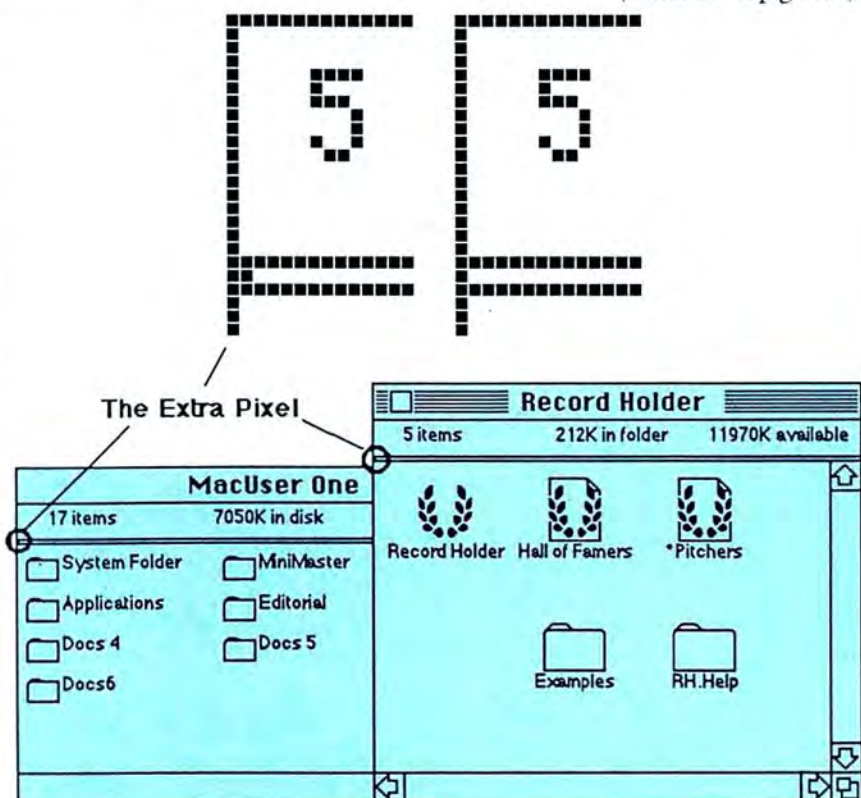 5 5
The Extra Pixel
Record Holder
5 items 212K in folder 11970K available
MacUser One
17 items 7050K in disk
System Folder MiniMaster
Applications Editorial
Docs 4 Docs 5
Docs6
Record Holder Hall of Famers *Pitchers
Examples RH.Help